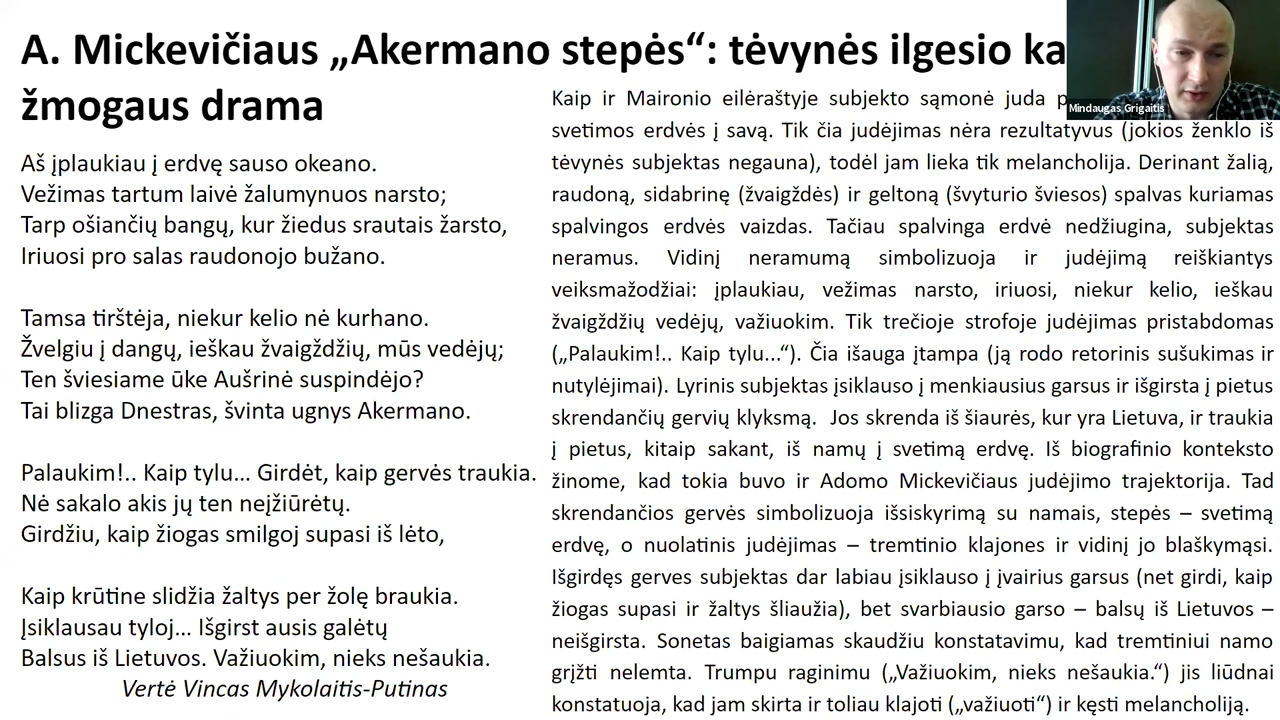 A. Mickevičiaus „Akermano stepės“: tėvynės ilgesio
žmogaus drama
Aš įplaukiau į erdvę sauso okeano.
Vežimas tartum laivė žalumynuos narsto;
Tarp ošiančių bangų, kur žiedus srautais žarsto,
Iriuosi pro salas raudonojo bužano.
Tamsa tirštėja, niekur kelio nė kurhano.
Žvelgiu į dangų, ieškau žvaigždžių, mūs vedėjų;
Ten šviesiame ūke Aušrinė suspindėjo?
Tai blizga Dnestras, švinta ugnys Akermano.
Palaukim!.. Kaip tylu... Girdėt, kaip gervės traukia.
Nė sakalo akis jų ten neįžiūrėtų.
Girdžiu, kaip žiogas smilgoj supasi iš lėto,
Kaip krūtine slidžia žaltys per žolę braukia.
Įsiklausau tyloj... Išgirst ausis galėtų
Balsus iš Lietuvos. Važiuokim, nieks nešaukia.
Vertė Vincas Mykolaitis-Putinas
Kaip ir Maironio eilėraštyje subjekto sąmonė juda
svetimos erdvės į savą. Tik čia judėjimas nėra rezultatyvus (jokios ženklo iš
tėvynės subjektas negauna), todėl jam lieka tik melancholija. Derinant žalią,
raudoną, sidabrinę (žvaigždės) ir geltoną (švyturio šviesos) spalvas kuriamas
spalvingos erdvės vaizdas. Tačiau spalvinga erdvė nedžiugina, subjektas
neramus. Vidinį neramumą simbolizuoja ir judėjimą reiškiantys
veiksmažodžiai: įplaukiau, vežimas narsto, iriuosi, niekur kelio, ieškau
žvaigždžių vedėjų, važiuokim. Tik trečioje strofoje judėjimas pristabdomas
(„Palaukim!.. Kaip tylu...“). Čia išauga įtampa (ją rodo retorinis sušukimas ir
nutylėjimai). Lyrinis subjektas įsiklauso į menkiausius garsus ir išgirsta į pietus
skrendančių gervių klyksmą. Jos skrenda iš šiaurės, kur yra Lietuva, ir traukia
į pietus, kitaip sakant, iš namų į svetimą erdvę. Iš biografinio konteksto
žinome, kad tokia buvo ir Adomo Mickevičiaus judėjimo trajektorija. Tad
skrendančios gervės simbolizuoja išsiskyrimą su namais, stepės – svetimą
erdvę, o nuolatinis judėjimas – tremtinio klajones ir vidinį jo blaškymąsi.
Išgirdęs gerves subjektas dar labiau įsiklauso į įvairius garsus (net girdi, kaip
žiogas supasi ir žaltys šliaužia), bet svarbiausio garso – balsų iš Lietuvos –
neišgirsta. Sonetas baigiamas skaudžiu konstatavimu, kad tremtiniui namo
grįžti nelemta. Trumpu raginimu („Važiuokim, nieks nešaukia.“) jis liūdnai
konstatuoja, kad jam skirta ir toliau klajoti („važiuoti“) ir kęsti melancholiją.
Mindaugas Grigaitis